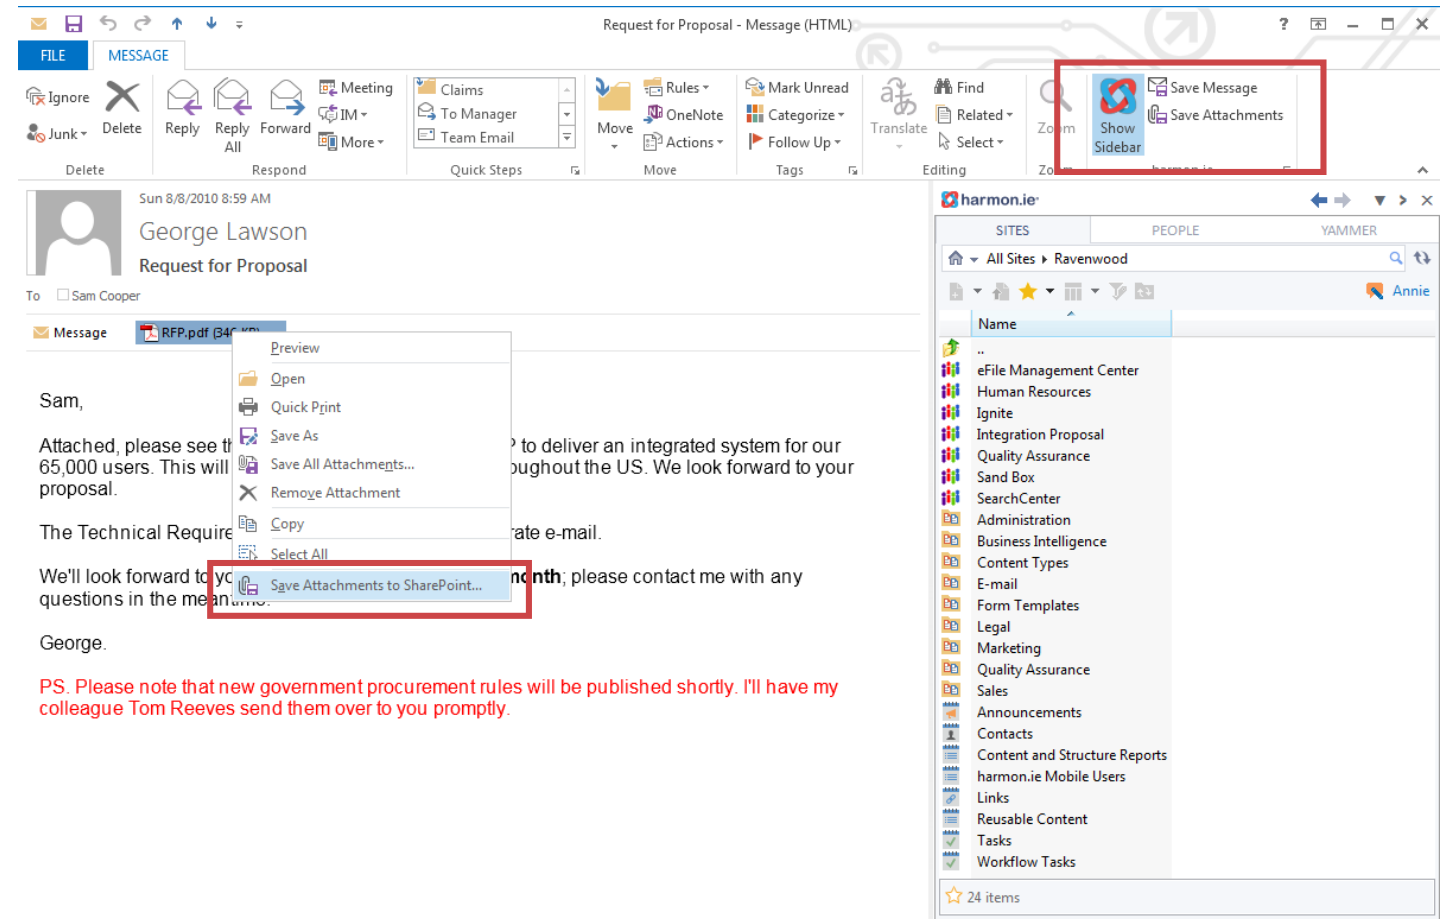 Request for Proposal - Message (HTML)
?
FILE
MESSAGE
Ignore
Junk
Delete
Reply
Reply All
Forward
Meeting
IM
More
Claims
To Manager
Team Email
Move
Rules
OneNote
Actions
Mark Unread
Categorize
Follow Up
Translate
Find
Related
Select
Zoom
Show Sidebar
Save Message
Save Attachments
Delete
Respond
Quick Steps
Move
Tags
Editing
Zoom
harmon.ie
Sun 8/8/2010 8:59 AM
George Lawson
Request for Proposal
To Sam Cooper
Message
RFP.pdf (346 KB)
Preview
Open
Quick Print
Save As
Save All Attachments...
Remove Attachment
Copy
Select All
Save Attachments to SharePoint...
Sam,
Attached, please see th P to deliver an integrated system for our
65,000 users. This will oughout the US. We look forward to your
proposal.
The Technical Require rate e-mail.
We'll look forward to yo month; please contact me with any
questions in the meantime.
George.
PS. Please note that new government procurement rules will be published shortly. I'll have my
colleague Tom Reeves send them over to you promptly.
harmon.ie
SITES
PEOPLE
YAMMER
All Sites Ravenwood
Annie
Name
..
eFile Management Center
Human Resources
Ignite
Integration Proposal
Quality Assurance
Sand Box
SearchCenter
Administration
Business Intelligence
Content Types
E-mail
Form Templates
Legal
Marketing
Quality Assurance
Sales
Announcements
Contacts
Content and Structure Reports
harmon.ie Mobile Users
Links
Reusable Content
Tasks
Workflow Tasks
24 items